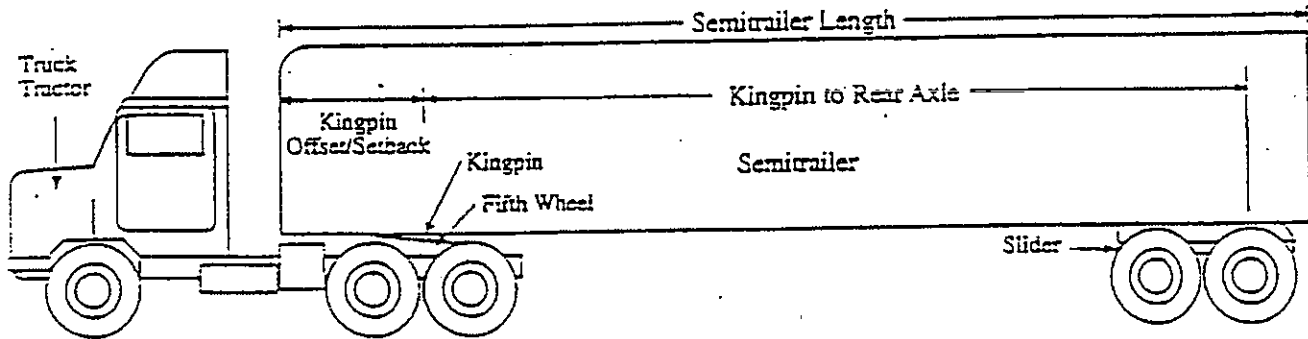 Semitrailer Length
Truck
Tractor
Kingpin to Rear Axle
Kingpin
Offset/Setback
Kingpin
Semitrailer
Fifth Wheel
Slider